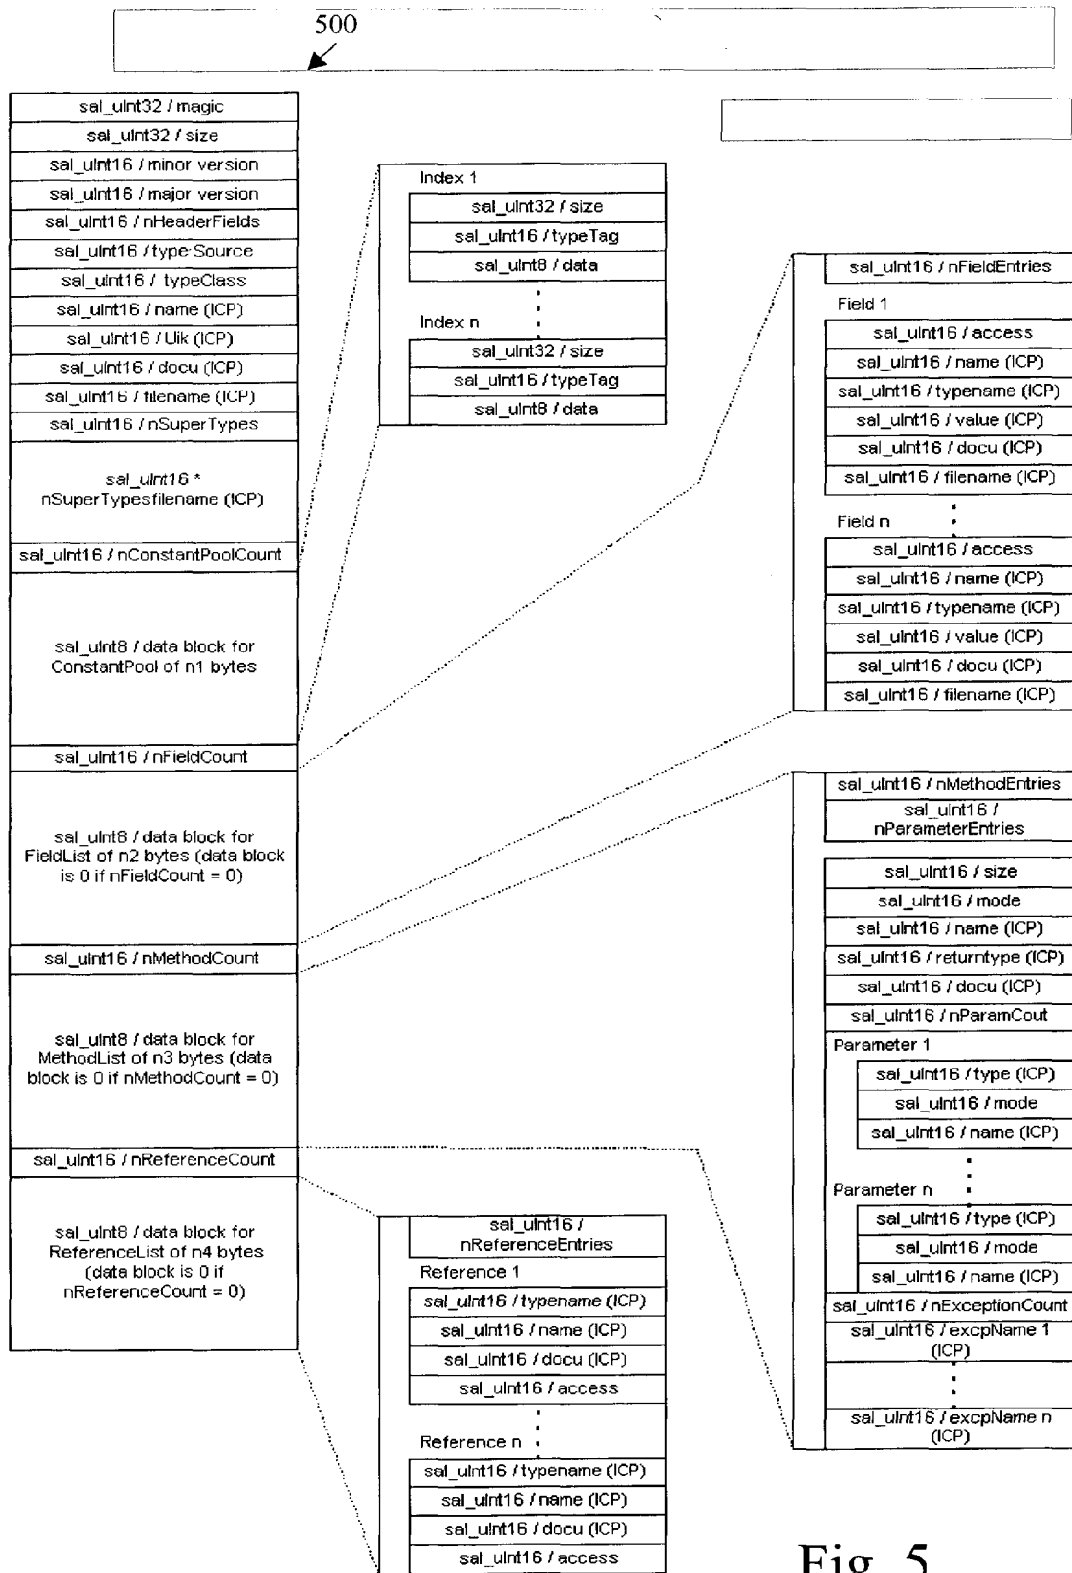 500
sal_uInt32 / magic
sal_uInt32 / size
sal_uInt16 / minor version
sal_uInt16 / major version
sal_uInt16 / nHeaderFields
sal_uInt16 / type Source
sal_uInt16 / typeClass
sal_uInt16 / name (ICP)
sal_uInt16 / Uik (ICP)
sal_uInt16 / docu (ICP)
sal_uInt16 / filename (ICP)
sal_uInt16 / nSuperTypes
sal_uInt16 *
nSuperTypesfilename (ICP)
sal_uInt16 / nConstantPoolCount
sal_uInt8 / data block for
ConstantPool of n1 bytes
sal_uInt16 / nFieldCount
sal_uInt8 / data block for
FieldList of n2 bytes (data block
is 0 if nFieldCount = 0)
sal_uInt16 / nMethodCount
sal_uInt8 / data block for
MethodList of n3 bytes (data
block is 0 if nMethodCount = 0)
sal_uInt16 / nReferenceCount
sal_uInt8 / data block for
ReferenceList of n4 bytes
(data block is 0 if
nReferenceCount = 0)
Index 1
sal_uInt32 / size
sal_uInt16 / typeTag
sal_uInt8 / data
Index n
sal_uInt32 / size
sal_uInt16 / typeTag
sal_uInt8 / data
sal_uInt16 / nFieldEntries
Field 1
sal_uInt16 / access
sal_uInt16 / name (ICP)
sal_uInt16 / typename (ICP)
sal_uInt16 / value (ICP)
sal_uInt16 / docu (ICP)
sal_uInt16 / filename (ICP)
Field n
sal_uInt16 / access
sal_uInt16 / name (ICP)
sal_uInt16 / typename (ICP)
sal_uInt16 / value (ICP)
sal_uInt16 / docu (ICP)
sal_uInt16 / filename (ICP)
sal_uInt16 / nMethodEntries
sal_uInt16 /
nParameterEntries
sal_uInt16 / size
sal_uInt16 / mode
sal_uInt16 / name (ICP)
sal_uInt16 / returntype (ICP)
sal_uInt16 / docu (ICP)
sal_uInt16 / nParamCout
Parameter 1
sal_uInt16 / type (ICP)
sal_uInt16 / mode
sal_uInt16 / name (ICP)
Parameter n
sal_uInt16 / type (ICP)
sal_uInt16 / mode
sal_uInt16 / name (ICP)
sal_uInt16 / nExceptionCount
sal_uInt16 / excpName 1
(ICP)
sal_uInt16 / excpName n
(ICP)
sal_uInt16 /
nReferenceEntries
Reference 1
sal_uInt16 / typename (ICP)
sal_uInt16 / name (ICP)
sal_uInt16 / docu (ICP)
sal_uInt16 / access
Reference n
sal_uInt16 / typename (ICP)
sal_uInt16 / name (ICP)
sal_uInt16 / docu (ICP)
sal_uInt16 / access
Fig. 5